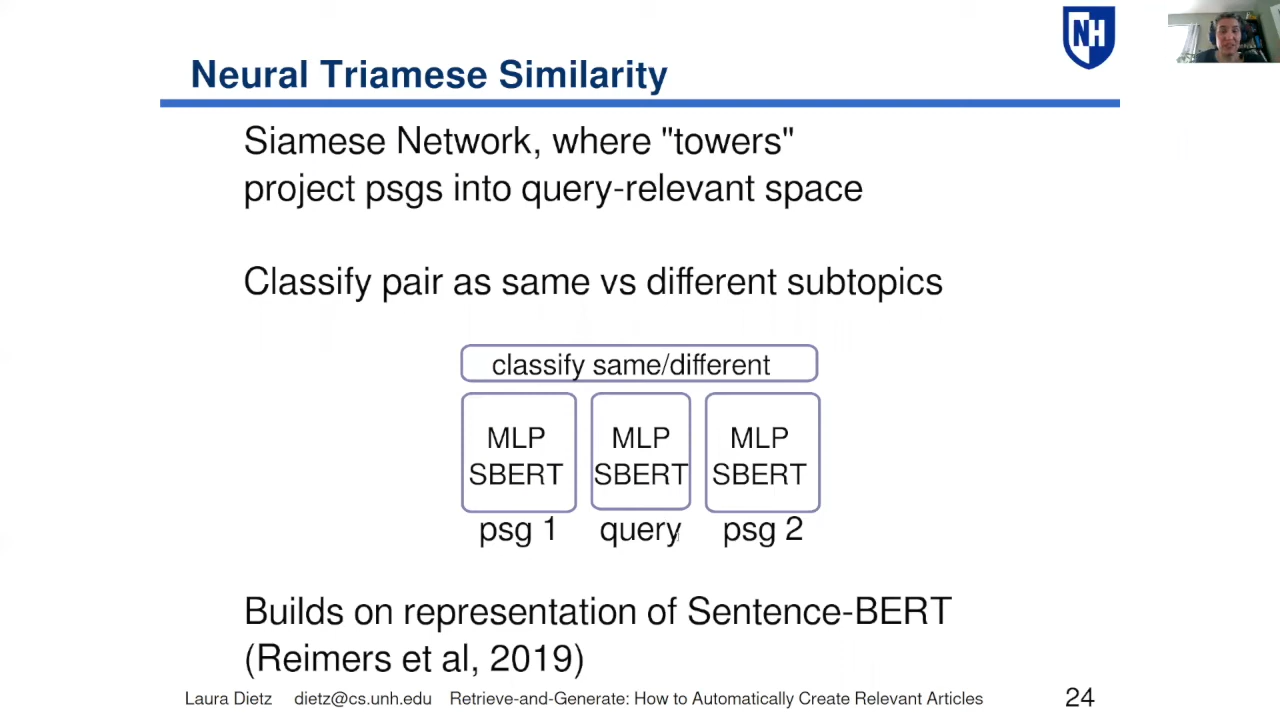 NH
Neural Triamese Similarity
Siamese Network, where "towers"
project psgs into query-relevant space
Classify pair as same vs different subtopics
classify same/different
MLP MLP MLP
SBERT SBERT SBERT
psg 1 query psg 2
Builds on representation of Sentence-BERT
(Reimers et al, 2019)
Laura Dietz dietz@cs.unh.edu Retrieve-and-Generate: How to Automatically Create Relevant Articles 24